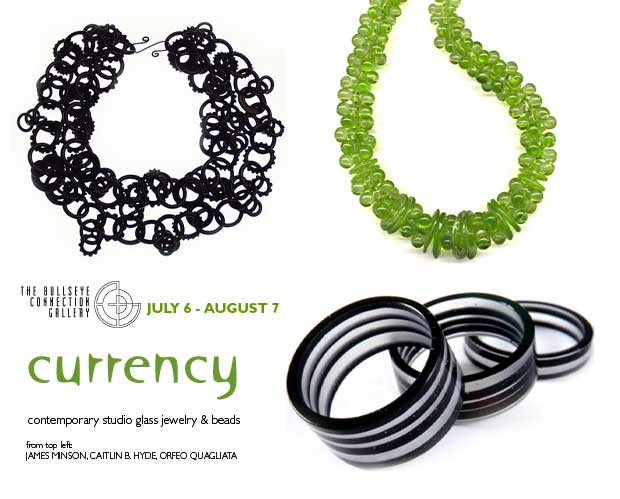 THE BULLSEYE
CONNECTION
GALLERY
JULY 6 - AUGUST 7
currency
contemporary studio glass jewelry & beads
from top left:
JAMES MINSON, CAITLIN B. HYDE, ORFEO QUAGLIATA